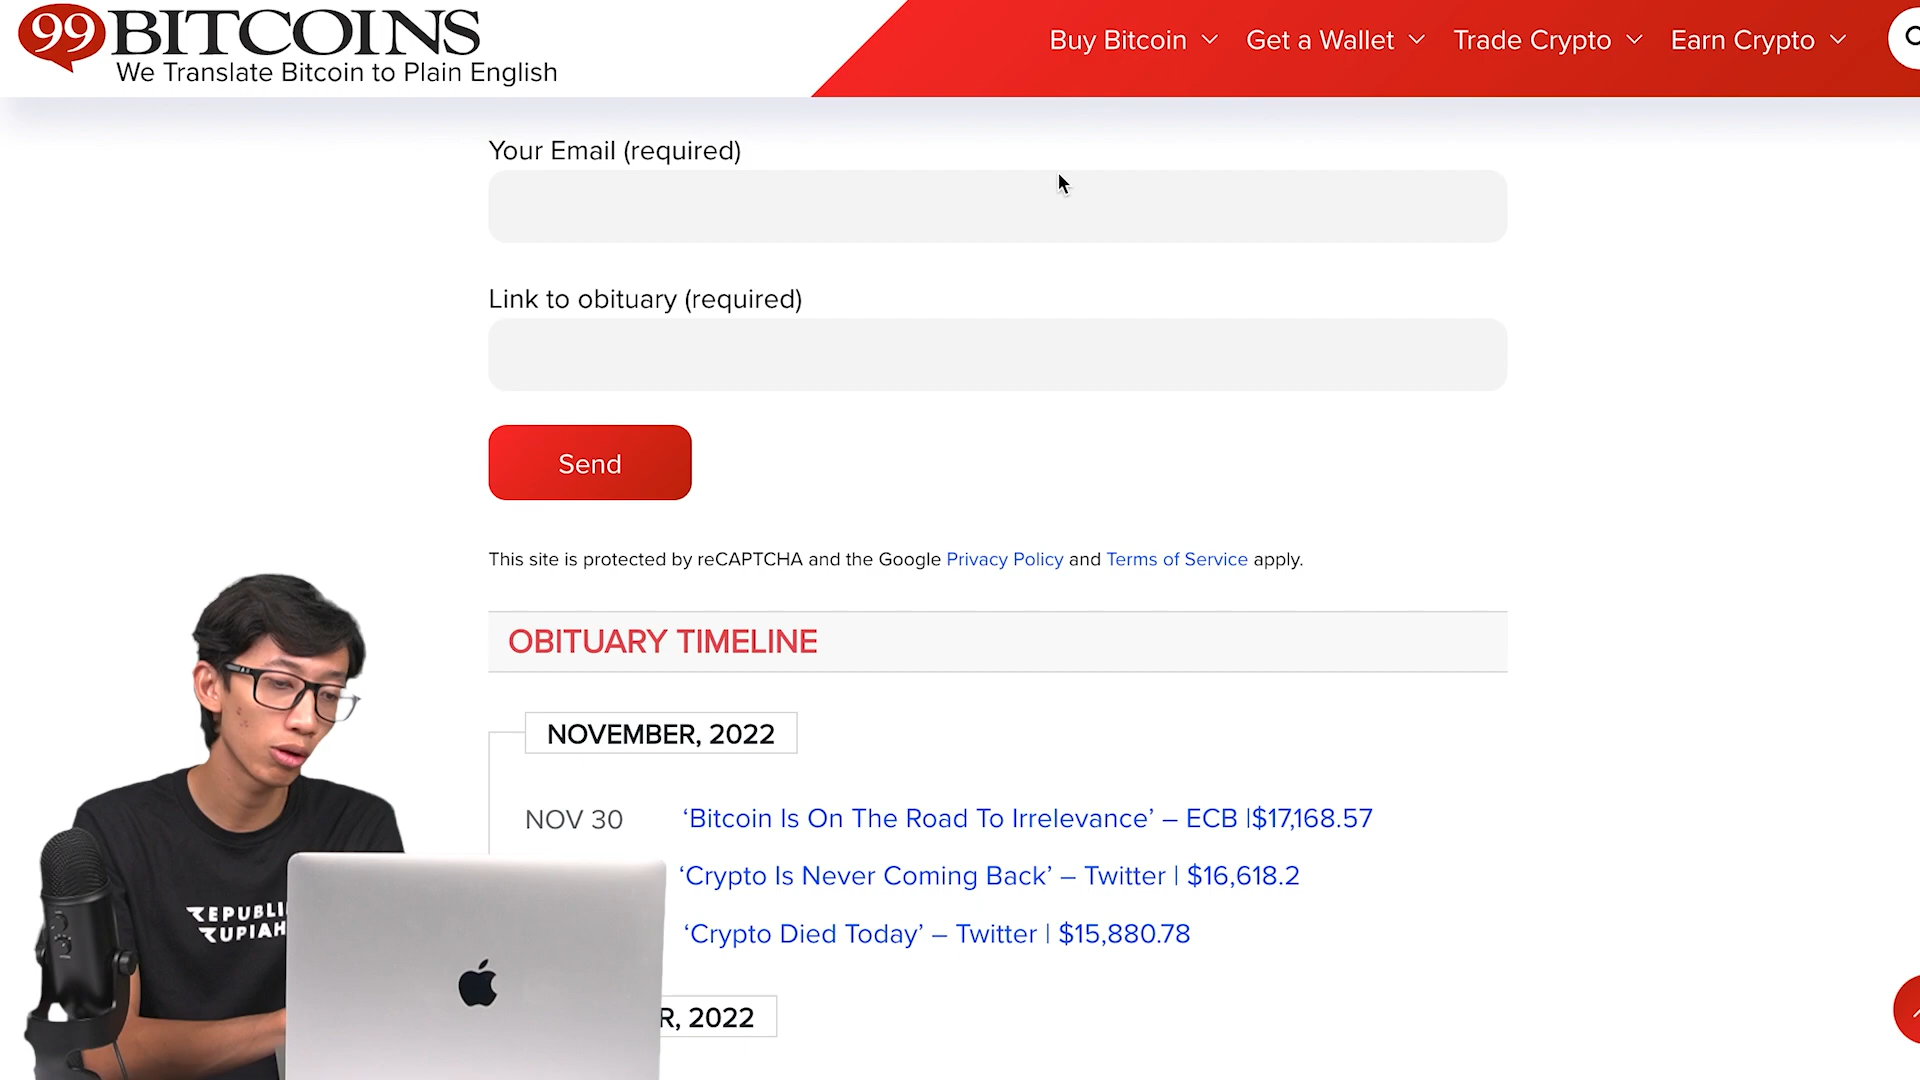 99BITCOINS
We Translate Bitcoin to Plain English
Buy Bitcoin
Get a Wallet
Trade Crypto
Earn Crypto
Your Email (required)
Link to obituary (required)
Send
This site is protected by reCAPTCHA and the Google Privacy Policy and Terms of Service apply.
OBITUARY TIMELINE
NOVEMBER, 2022
NOV 30 ‘Bitcoin Is On The Road To Irrelevance’ – ECB |$17,168.57
‘Crypto Is Never Coming Back’ – Twitter | $16,618.2
‘Crypto Died Today’ – Twitter | $15,880.78
R, 2022
REPUBLI
RUPIAH